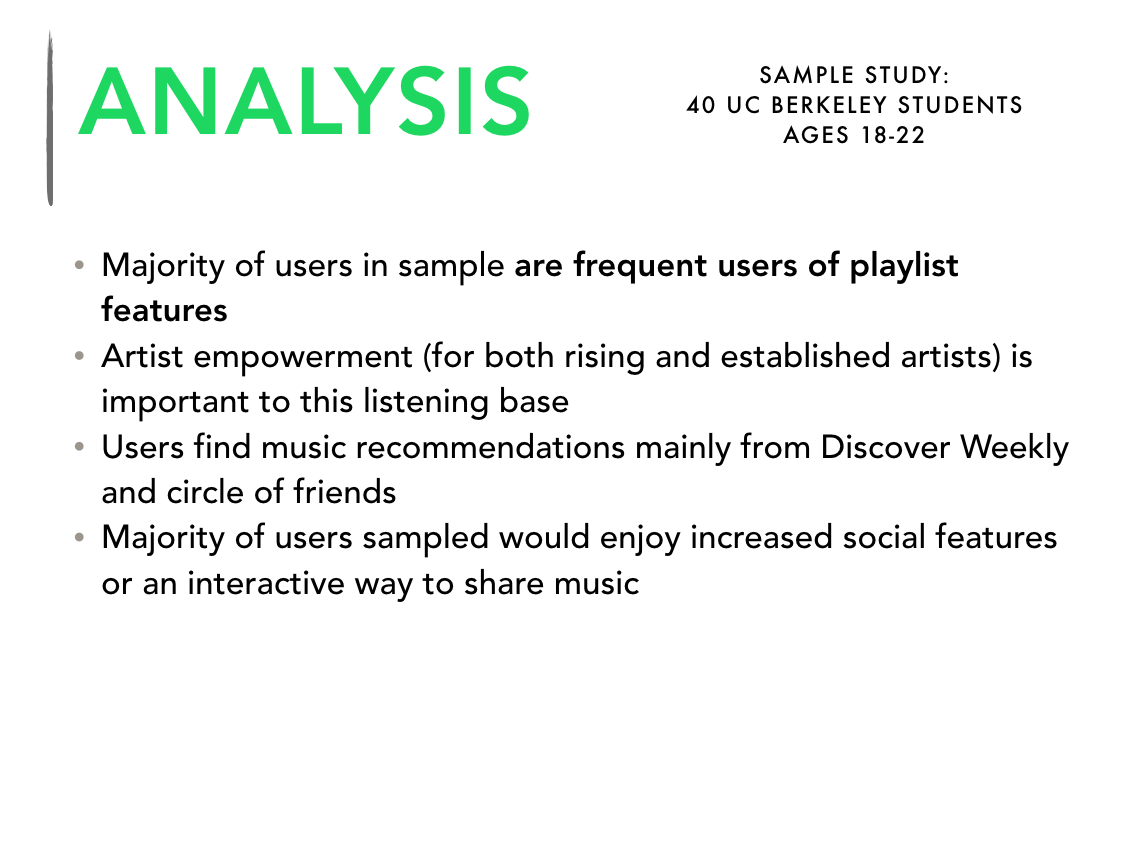 ANALYSIS
SAMPLE STUDY:
40 UC BERKELEY STUDENTS
AGES 18-22
• Majority of users in sample are frequent users of playlist
features
• Artist empowerment (for both rising and established artists) is
important to this listening base
• Users find music recommendations mainly from Discover Weekly
and circle of friends
• Majority of users sampled would enjoy increased social features
or an interactive way to share music